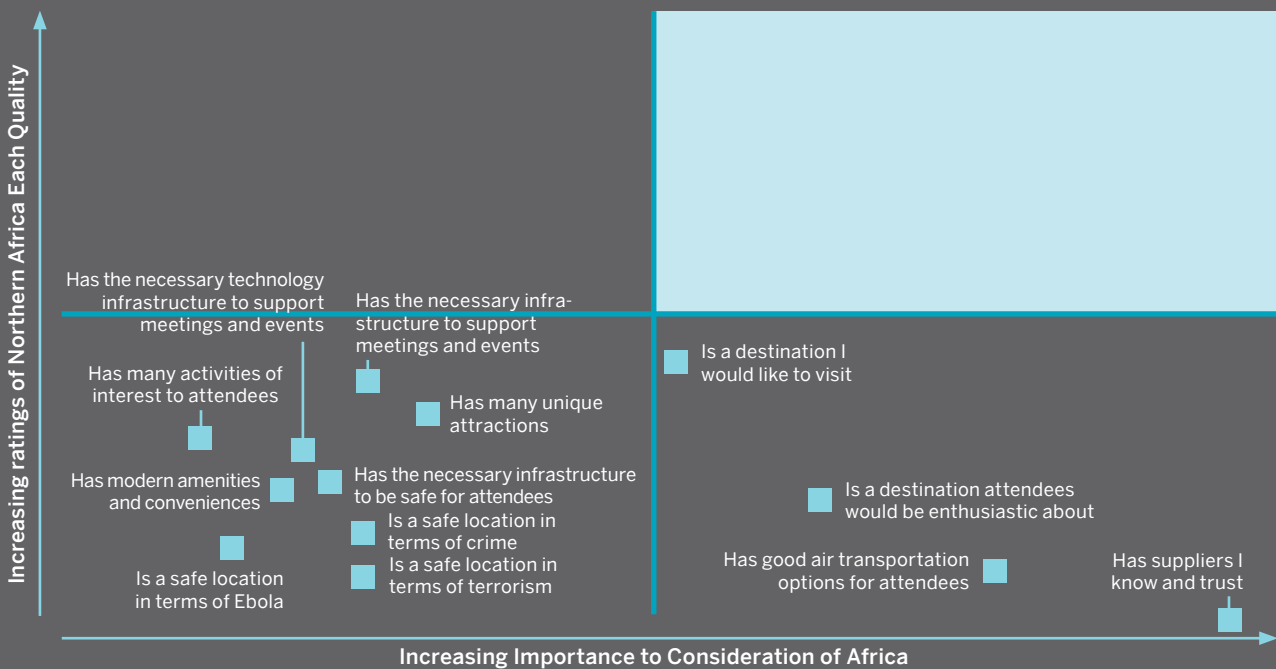 Increasing ratings of Northern Africa Each Quality
Has the necessary technology
infrastructure to support
meetings and events
Has the necessary infra-
structure to support
meetings and events
Is a destination I
would like to visit
Has many activities of
interest to attendees
Has many unique
attractions
Has modern amenities
and conveniences
Has the necessary infrastructure
to be safe for attendees
Is a destination attendees
would be enthusiastic about
Is a safe location in
terms of crime
Is a safe location in
terms of terrorism
Has good air transportation
options for attendees
Has suppliers I
know and trust
Is a safe location
in terms of Ebola
Increasing Importance to Consideration of Africa